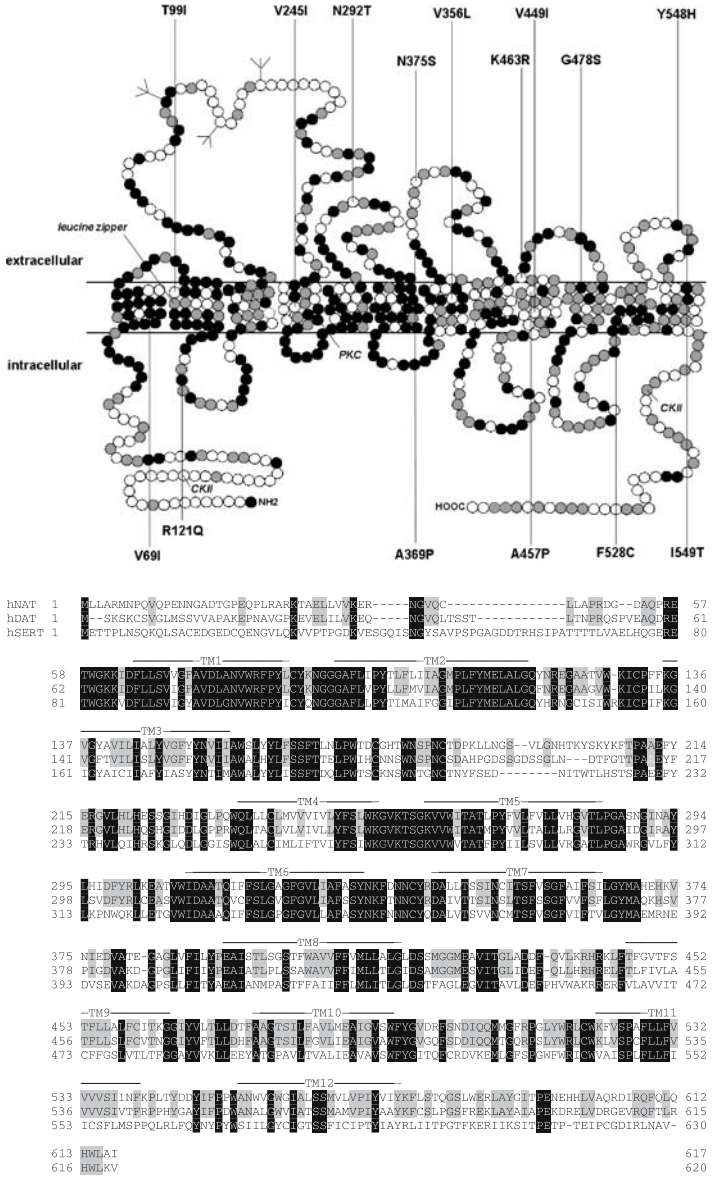 T99I V245I N292T V356L V449I Y548H
N375S K463R G478S
leucine zipper
extracellular
intracellular
PKC
CKII
CKII
NH2
HOOC
R121Q
V69I A369P A457P F528C I549T
hNAT 1 MLLARMNPQVQPENNGADTGPEQPLRARKTAELLVVKER-----NGVQC-----------------LLAPRDG-DAQPRE 57
hDAT 1 M--SKSKCSVGLMSSVVAPAKEPNAVGPKEVELILVKEQ-----NGVQLTSST------------LTNPRQSPVEAQDRE 61
hSERT 1 METTPLNSQKQLSACEDGEDCQENGVLQKVVPTPGDKVESGQISNGYSAVPSPGAGDDTRHSIPATTTTLVAELHQGERE 80
TM1 TM2
58 TWGKKIDFLLSVVGFAVDLANVWRFPYLCYKNGGGAFLIPYTLFLIIAGMPLFYMELALGQYNREGAATVW-KICPFFKG 136
62 TWGKKIDFLLSVIGFAVDLANVWRFPYLCYKNGGGAFLVPYLLFMVIAGMPLFYMELALGQFNREGAAGVW-KICPILKG 140
81 TWGKKVDFLLSVIGYAVDLGNVWRFPYICYQNGGGAFLLPYTIMAIFGGIPLFYMELALGQYHRNGCISIWRKICPIFKG 160
TM3
137 VGYAVILIALYVGFYYNVIIAWSLYYLFSSFTLNLPWTDCGHTWNSPNCTDPKLLNGS--VLGNHTKYSKYKFTPAAEFY 214
141 VGFTVILISLYVGFFYNVIIAWALHYLFSSFTTELPWIHCNNSWNSPNCSDAHPGDSSGDSSGLN---DTFGTTPAAEYF 217
161 IGYAICIIAFYIASYYNTIMAWALYYLISSFTDQLPWTSCKNSWNTGNCTNYFSED--------NITWTLHSTSPAEEFY 232
TM4 TM5
215 ERGVLHLHESSGIHDIGLPQWQLLLCLMVVVIVLYFSLWKGVKTSGKVVWITATLPYFVLFVLLVHGVTLPGASNGINAY 294
218 ERGVLHLHQSHGIDDLGPPRWQLTACLVLVIVLLYFSLWKGVKTSGKVVWITATMPYVVLTALLLRGVTLPGAIDGIRAY 297
233 TRHVLQIHRSKGLQDLGGISWQLALCIMLIFTVIYFSIWKGVKTSGKVVWVTATFPYIILSVLLVRGATLPGAWRGVLFY 312
TM6 TM7
295 LHIDFYRLKEATVWIDAATQIFFSLGAGFGVLIAFASYNKFDNNCYRDALLTSSINCITSFVSGFAIFSILGYMAHEHKV 374
298 LSVDFYRLCEASVWIDAATQVCFSLGVGFGVLIAFSSYNKFTNNCYRDAIVTTSINSLTSFSSGFVVFSFLGYMAQKHSV 377
313 LKPNWQKLLETGVWIDAAAQIFFSLGPGFGVLLAFASYNKFNNNCYQDALVTSVVNCMTSFVSGFVIFTVLGYMAEMRNE 392
TM8
375 NIEDVATE-GAGLVFILYPEAISTLSGSTFWAVVFFVMLLALGLDSSMGGMEAVITGLADDF-QVLKRHRKLFTFGVTFS 452
378 PIGDVAKD-GPGLIFIIYPEAIATLPLSSAWAVVFFIMLLTLGIDSAMGGMESVITGLIDEF-QLLHRHRELFTLFIVLA 455
393 DVSEVAKDAGPSLLFITYAEAIANMPASTFFAIIFFLMLITLGLDSTFAGLEGVITAVLDEFPHVWAKRRERFVLAVVIT 472
TM9 TM10 TM11
453 TFLLALFCITKGGIYVLTLLDTFAAGTSILFAVLMEAIGVSWFYGVDRFSNDIQQMMGFRPGLYWRLCWKFVSPAFLLFV 532
456 TFLLSLFCVTNGGIYVFTLLDHFAAGTSILFGVLIEAIGVAWFYGVGQFSDDIQQMTGQRPSLYWRLCWKLVSPCFLLFV 535
473 CFFGSLVTLTFGGAYVVKLLEEYATGPAVLTVALIEAVAVSWFYGITQFCRDVKEMLGFSPGWFWRICWVAISPLFLLFI 552
TM12
533 VVVSIINFKPLTYDDYIFPPWANWVGWGIALSSMVLVPIYVIYKFLSTQGSLWERLAYGITPENEHHLVAQRDIRQFQLQ 612
536 VVVSIVTFRPPHYGAYIFPDWANALGWVIATSSMAMVPIYAAYKFCSLPGSFREKLAYAIAPEKDRELVDRGEVRQFTLR 615
553 ICSFLMSPPQLRLFQYNYPYWSIILGYCIGTSSFICIPTYIAYRLIITPGTFKERIIKSITPETP-TEIPCGDIRLNAV- 630
613 HWLAI 617
616 HWLKV 620